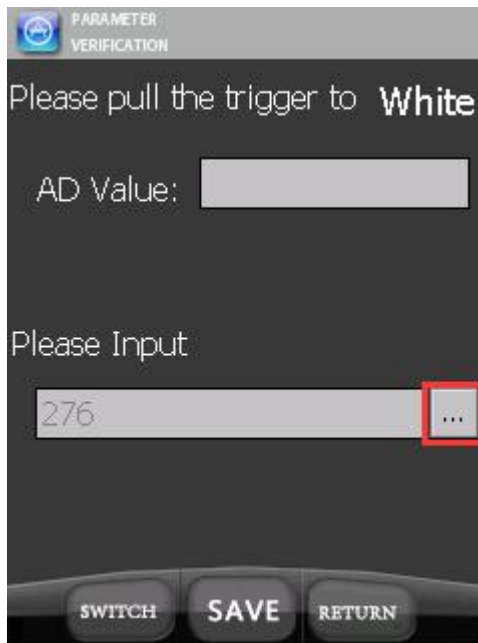 PARAMETER
VERIFICATION
Please pull the trigger to White
AD Value:
Please Input
276 ...
SWITCH SAVE RETURN